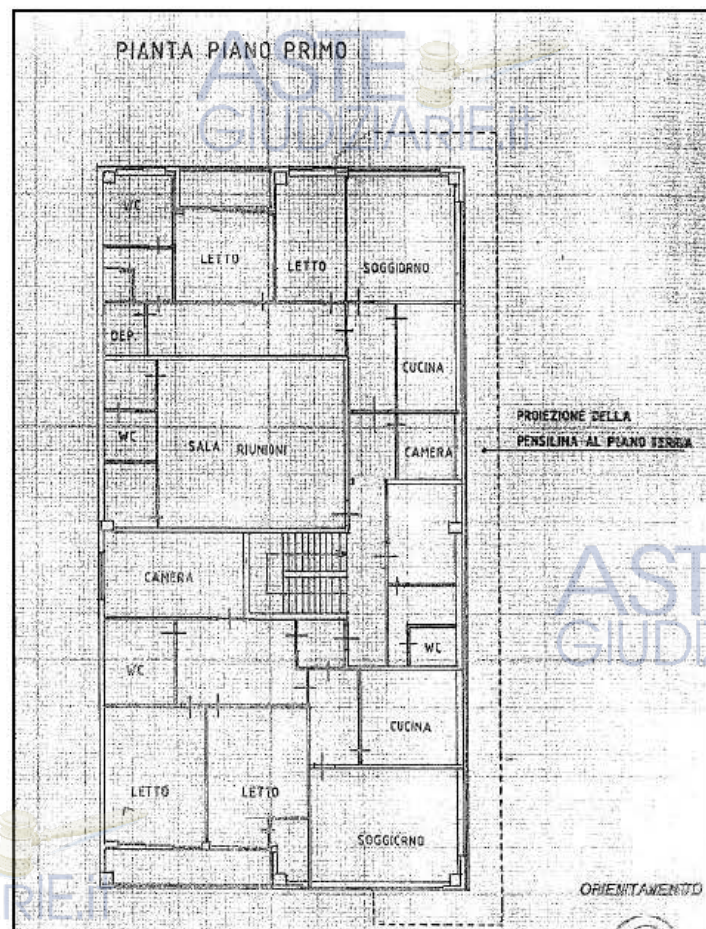 PIANTA PIANO PRIMO
ASTE
GIUDIZIARIE.it
WC
LETTO
LETTO
SOGGIORNO
DEP.
CUCINA
PROIEZIONE DELLA
PENSILINA AL PIANO TERRA
WC
SALA RIUNIONI
CAMERA
CAMERA
AST
GIUDI
WC
WC
CUCINA
LETTO
LETTO
SOGGIORNO
RIE.it
ORIENTAMENTO